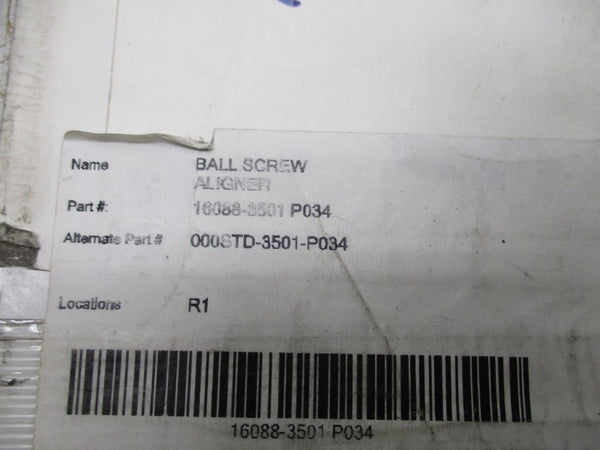 Name BALL SCREW
ALIGNER
Part #: 16088-3501 P034
Alternate Part # 000STD-3501-P034
Locations R1
16088-3501 P034